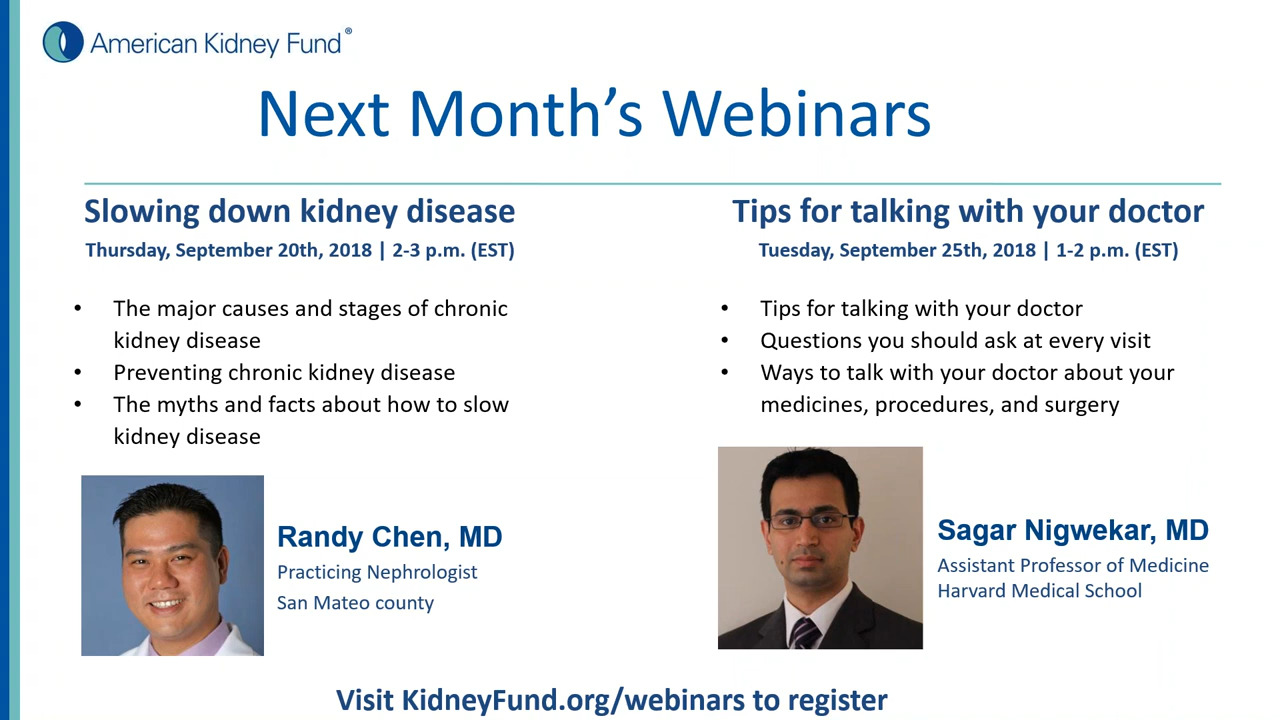 American Kidney Fund®
Next Month’s Webinars
Slowing down kidney disease
Thursday, September 20th, 2018 | 2-3 p.m. (EST)
• The major causes and stages of chronic
kidney disease
• Preventing chronic kidney disease
• The myths and facts about how to slow
kidney disease
Randy Chen, MD
Practicing Nephrologist
San Mateo county
Tips for talking with your doctor
Tuesday, September 25th, 2018 | 1-2 p.m. (EST)
• Tips for talking with your doctor
• Questions you should ask at every visit
• Ways to talk with your doctor about your
medicines, procedures, and surgery
Sagar Nigwekar, MD
Assistant Professor of Medicine
Harvard Medical School
Visit KidneyFund.org/webinars to register